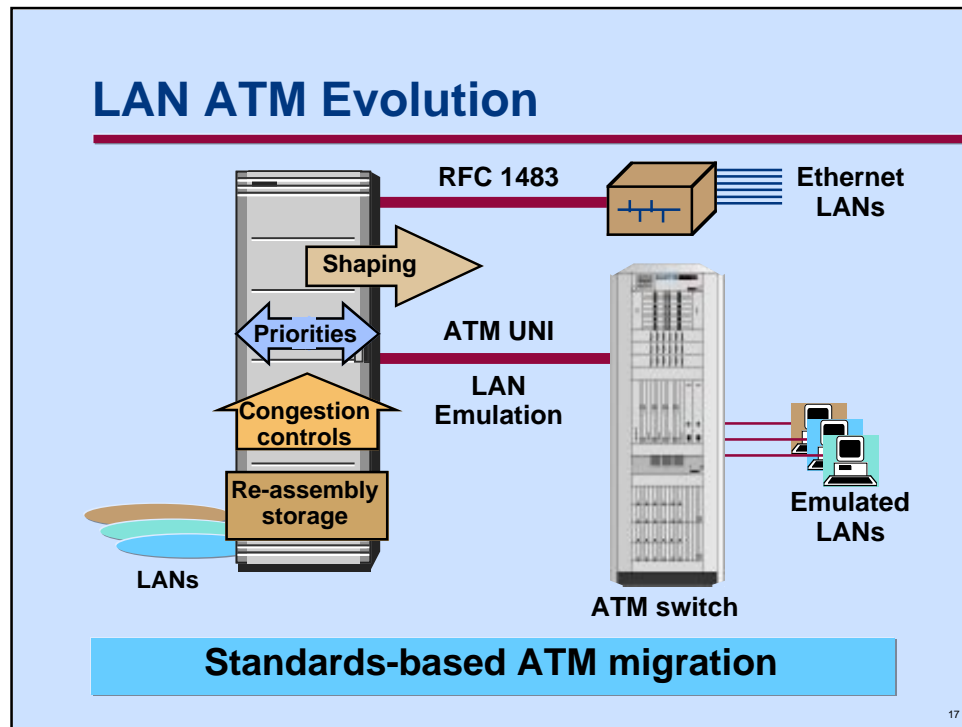 LAN ATM Evolution
RFC 1483
Ethernet
LANs
Shaping
Priorities
ATM UNI
LAN
Emulation
Congestion
controls
Re-assembly
storage
LANs
Emulated
LANs
ATM switch
Standards-based ATM migration
17